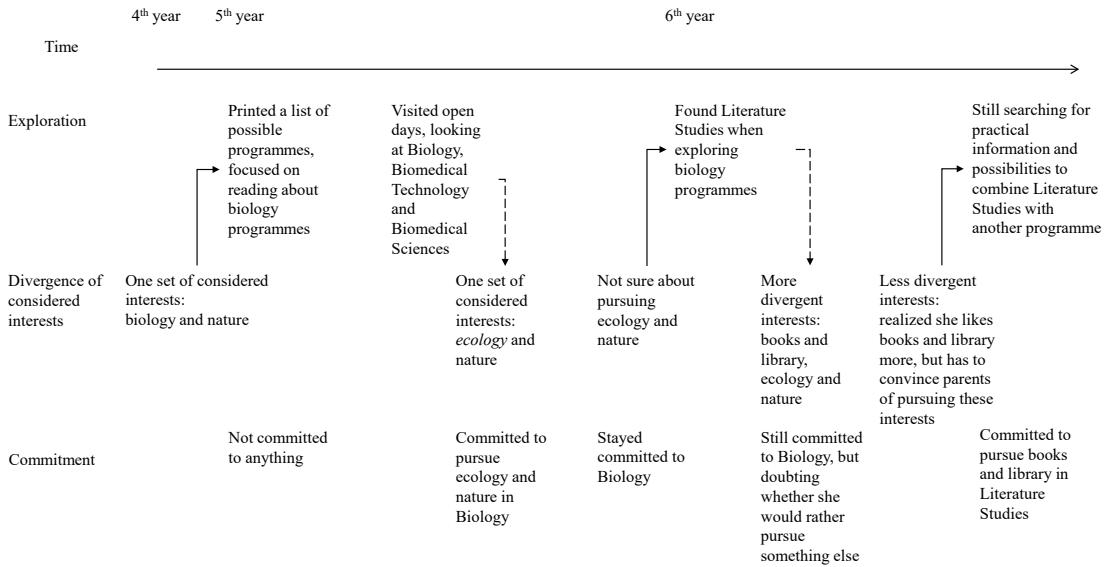 4th year
5th year
6th year
Time
Exploration
Printed a list of
possible
programmes,
focused on
reading about
biology
programmes
Visited open
days, looking
at Biology,
Biomedical
Technology
and
Biomedical
Sciences
Found Literature
Studies when
exploring
biology
programmes
Still searching for
practical
information and
possibilities to
combine Literature
Studies with
another programme
Divergence of
considered
interests
One set of considered
interests:
biology and nature
One set of
considered
interests:
ecology and
nature
Not sure about
pursuing
ecology and
nature
More
divergent
interests:
books and
library,
ecology and
nature
Less divergent
interests:
realized she likes
books and library
more, but has to
convince parents
of pursuing these
interests
Commitment
Not committed
to anything
Committed to
pursue
ecology and
nature in
Biology
Stayed
committed to
Biology
Still committed
to Biology, but
doubting
whether she
would rather
pursue
something else
Committed to
pursue books
and library in
Literature
Studies